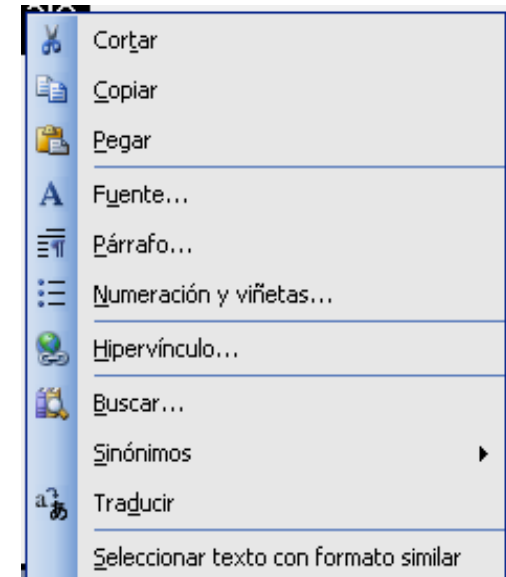 Cortar
Copiar
Pegar
Fuente...
Párrafo...
Numeración y viñetas...
Hipervínculo...
Buscar...
Sinónimos
Traducir
Seleccionar texto con formato similar